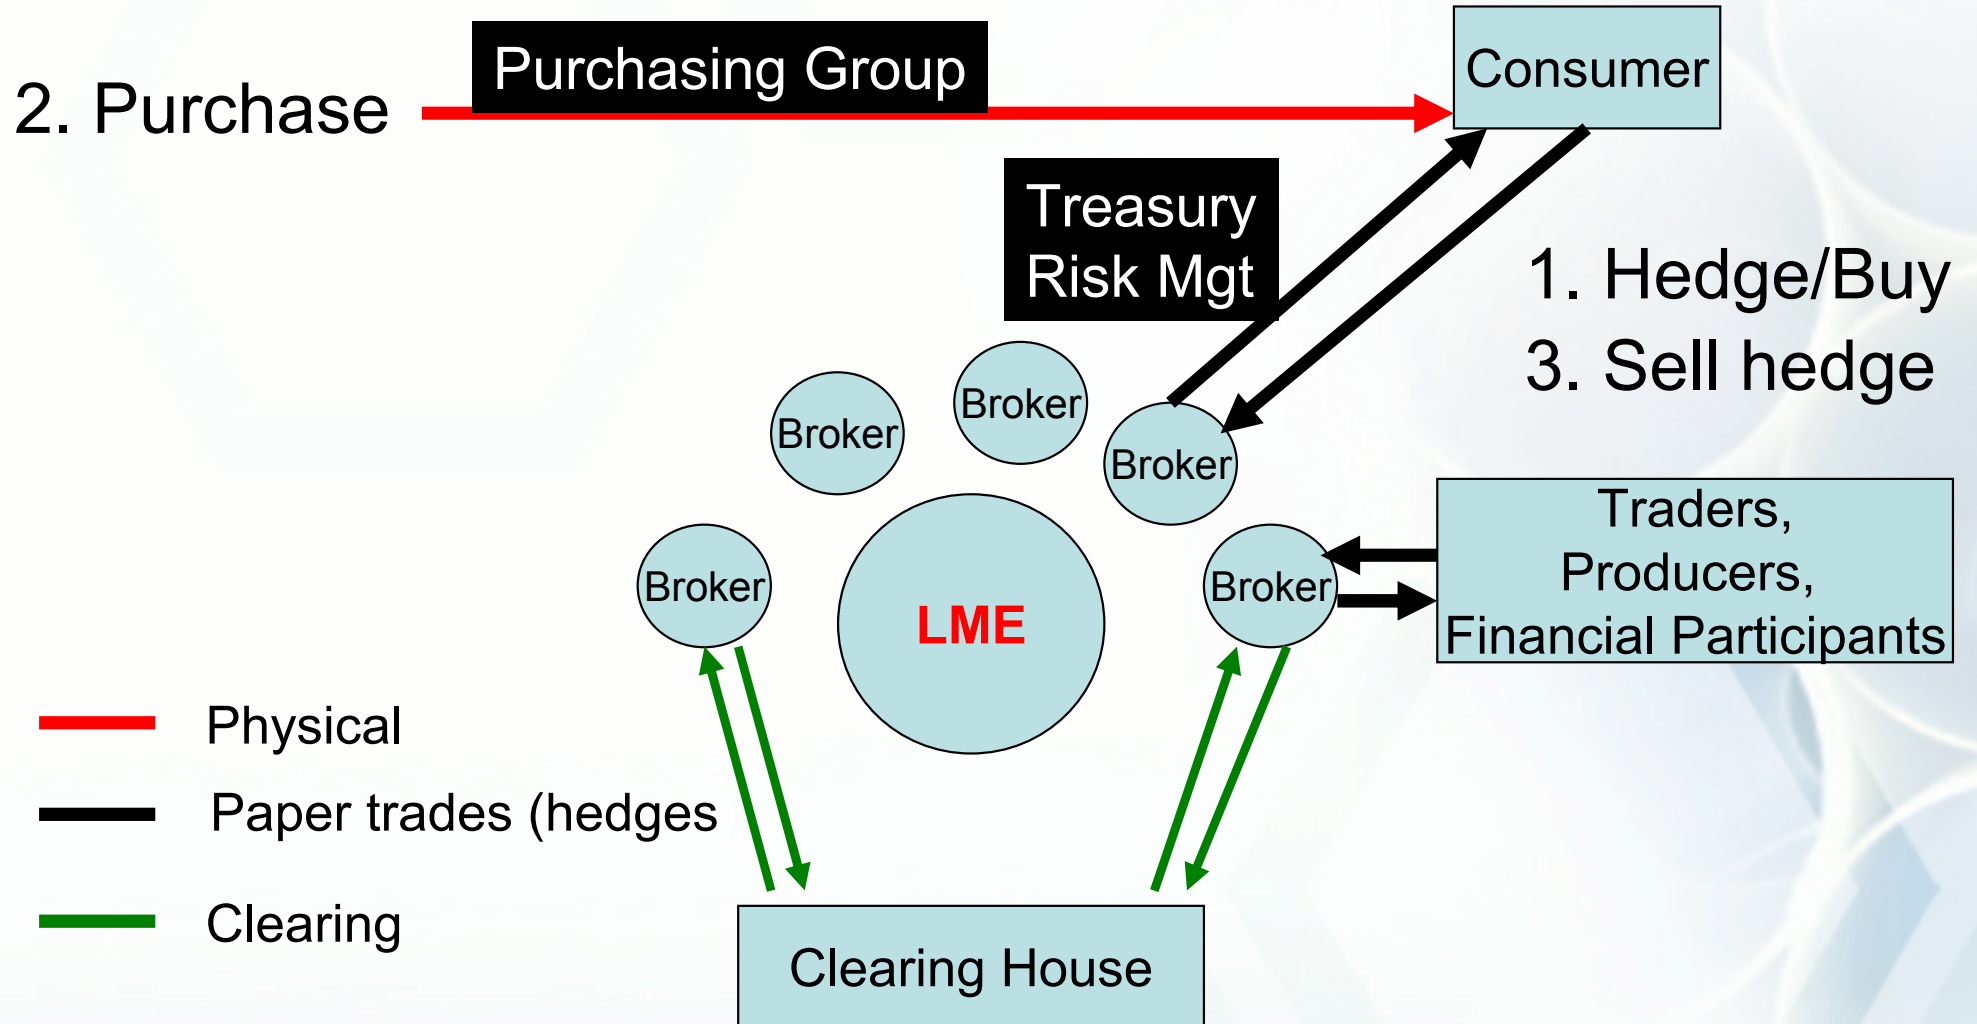 Purchasing Group
Consumer
2. Purchase
Treasury
Risk Mgt
1. Hedge/Buy
3. Sell hedge
Broker
Broker
Broker
Broker
Broker
LME
Traders,
Producers,
Financial Participants
Physical
Paper trades (hedges
Clearing
Clearing House